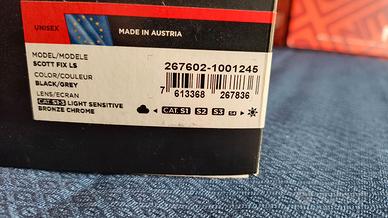 UNISEX
MADE IN AUSTRIA
MODEL/MODELE
SCOTT FIX LS
267602-1001245
COLOR/COULEUR
BLACK/GREY
7 613368 267836
LENS/ECRAN
CAT. S1-3 LIGHT SENSITIVE
BRONZE CHROME
CAT. S1 S2 S3 S4